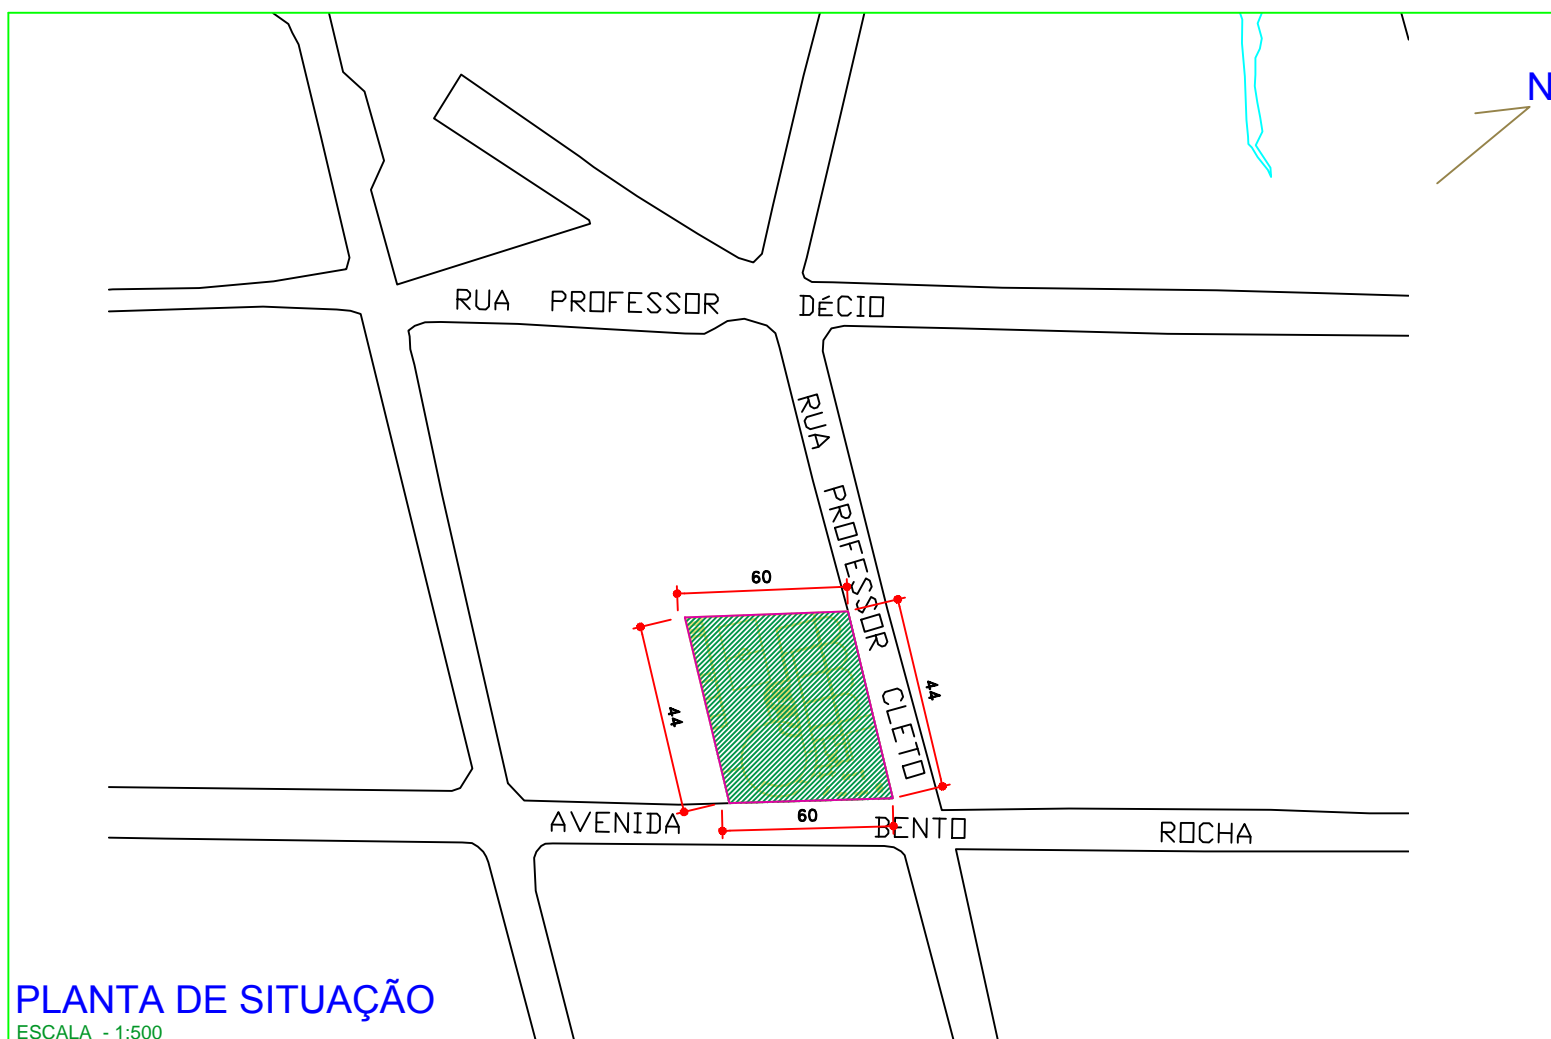 N
RUA PROFESSOR DéCIO
RUA PROFESSOR CLETO
60
44
44
60
AVENIDA BENTO ROCHA
PLANTA DE SITUAÇÃO
ESCALA - 1:500